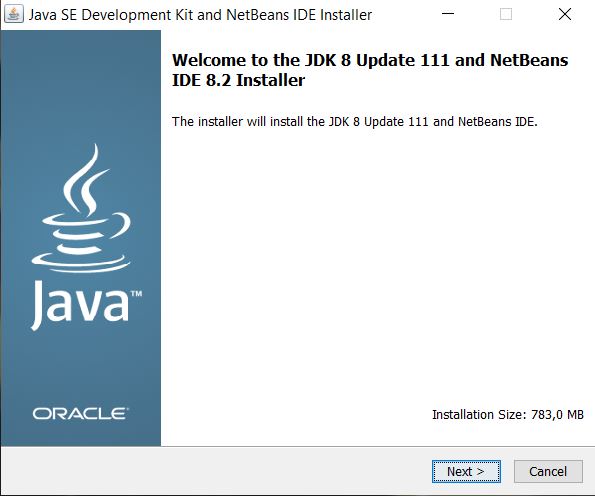 Java SE Development Kit and NetBeans IDE Installer
Welcome to the JDK 8 Update 111 and NetBeans
IDE 8.2 Installer
The installer will install the JDK 8 Update 111 and NetBeans IDE.
Java™
ORACLE®
Installation Size: 783,0 MB
Next >
Cancel